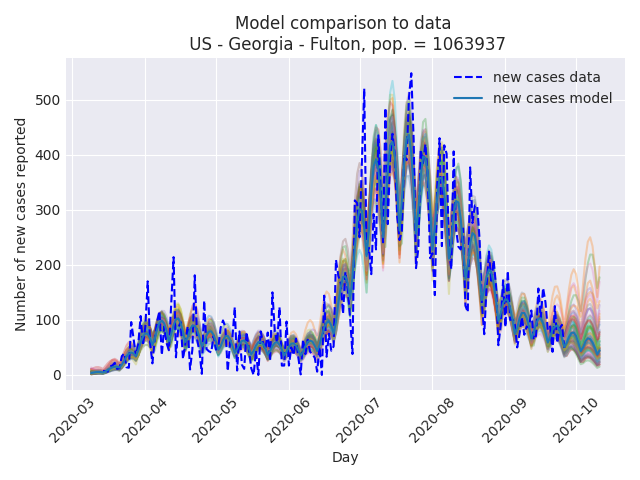 Model comparison to data
US - Georgia - Fulton, pop. = 1063937
new cases data
new cases model
Number of new cases reported
500
400
300
200
100
0
2020-03
2020-04
2020-05
2020-06
2020-07
2020-08
2020-09
2020-10
Day